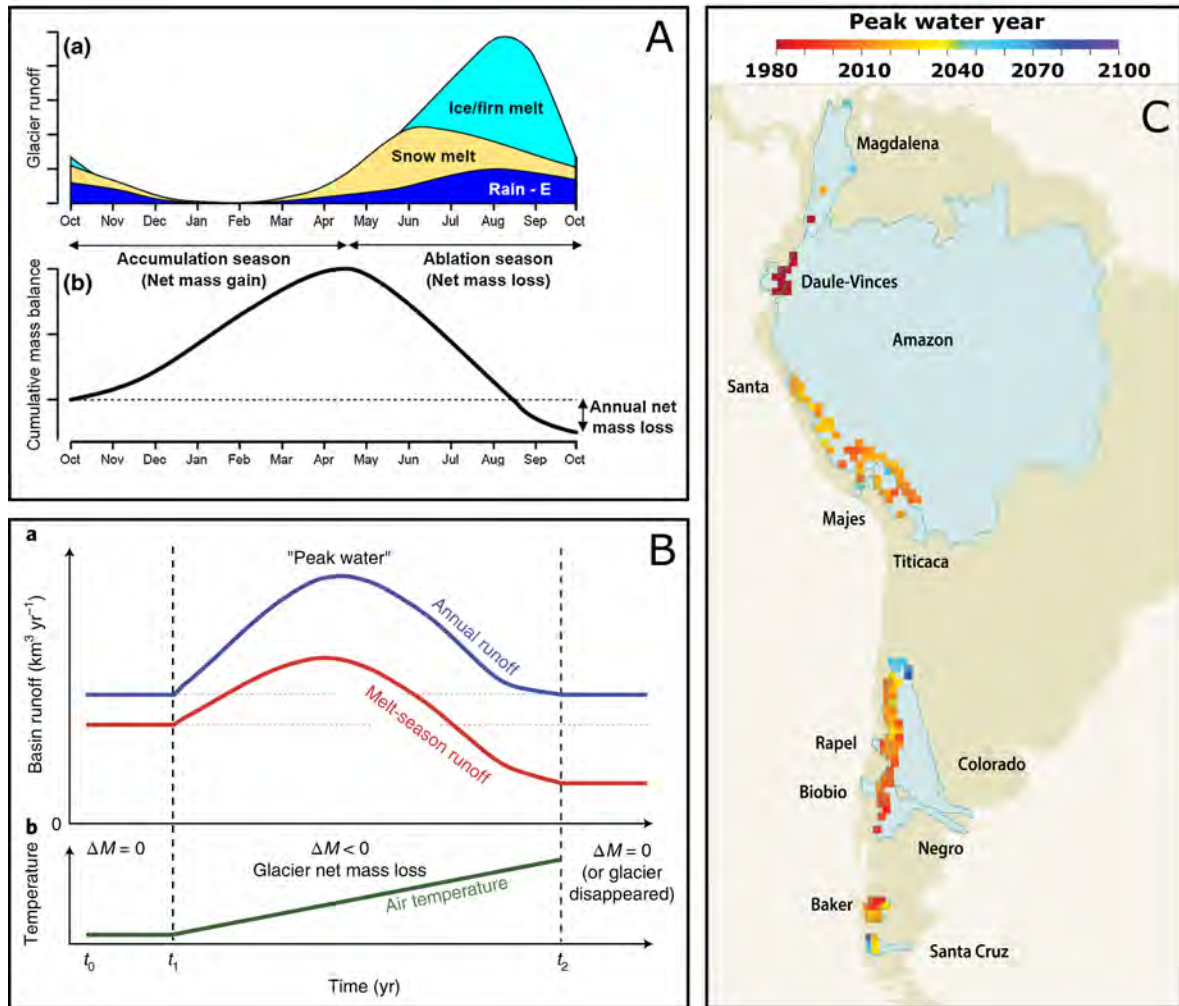 A
(a)
Glacier runoff
Ice/firn melt
Snow melt
Rain - E
Oct Nov Dec Jan Feb Mar Apr May Jun Jul Aug Sep Oct
Accumulation season
(Net mass gain)
Ablation season
(Net mass loss)
(b)
Cumulative mass balance
Annual net
mass loss
Oct Nov Dec Jan Feb Mar Apr May Jun Jul Aug Sep Oct
a
B
"Peak water"
Basin runoff (km³ yr⁻¹)
Annual runoff
Melt-season runoff
0
b
Temperature
ΔM = 0
ΔM < 0
Glacier net mass loss
ΔM = 0
(or glacier
disappeared)
Air temperature
t₀ t₁ t₂
Time (yr)
Peak water year
1980 2010 2040 2070 2100
C
Magdalena
Daule-Vinces
Amazon
Santa
Majes
Titicaca
Rapel
Colorado
Biobio
Negro
Baker
Santa Cruz